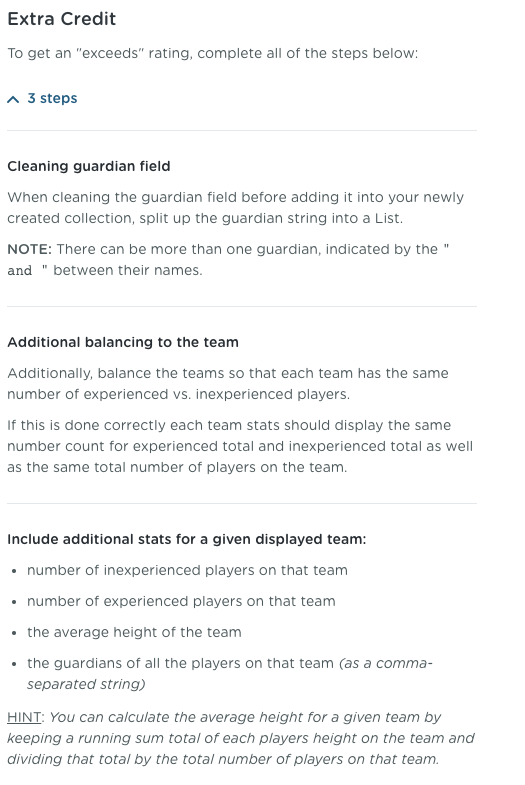 Extra Credit
To get an "exceeds" rating, complete all of the steps below:
3 steps
Cleaning guardian field
When cleaning the guardian field before adding it into your newly
created collection, split up the guardian string into a List.
NOTE: There can be more than one guardian, indicated by the "
and " between their names.
Additional balancing to the team
Additionally, balance the teams so that each team has the same
number of experienced vs. inexperienced players.
If this is done correctly each team stats should display the same
number count for experienced total and inexperienced total as well
as the same total number of players on the team.
Include additional stats for a given displayed team:
• number of inexperienced players on that team
• number of experienced players on that team
• the average height of the team
• the guardians of all the players on that team (as a comma-
separated string)
HINT: You can calculate the average height for a given team by
keeping a running sum total of each players height on the team and
dividing that total by the total number of players on that team.